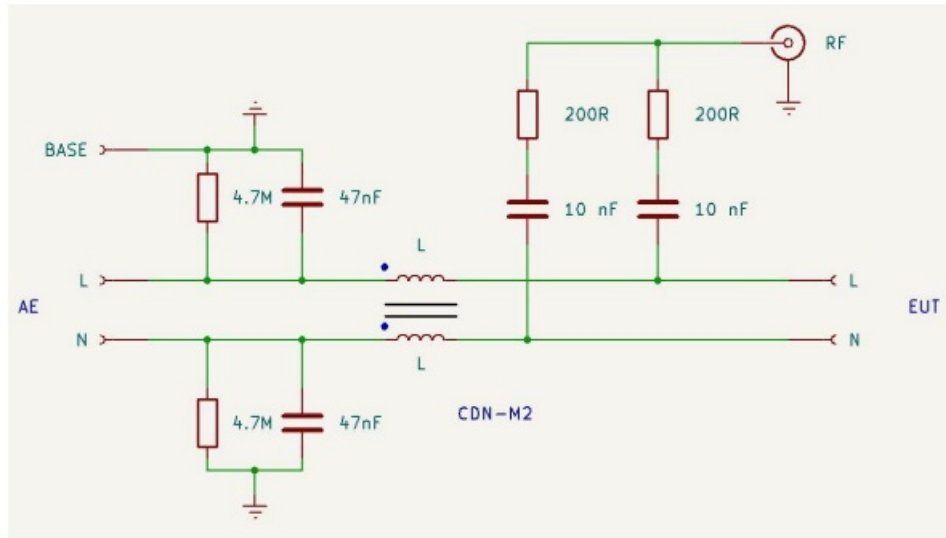 RF
200R
200R
BASE
4.7M
47nF
10 nF
10 nF
L
L
L
AE
EUT
N
N
L
4.7M
47nF
CDN-M2